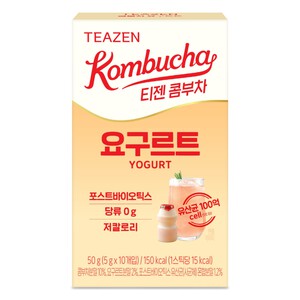 TEAZEN
Kombucha
티젠 콤부차
요구르트
YOGURT
포스트바이오틱스
당류 0 g
저칼로리
유산균 100억
cell
50 g (5 g x 10개입) / 150 kcal (1스틱당 15 kcal)